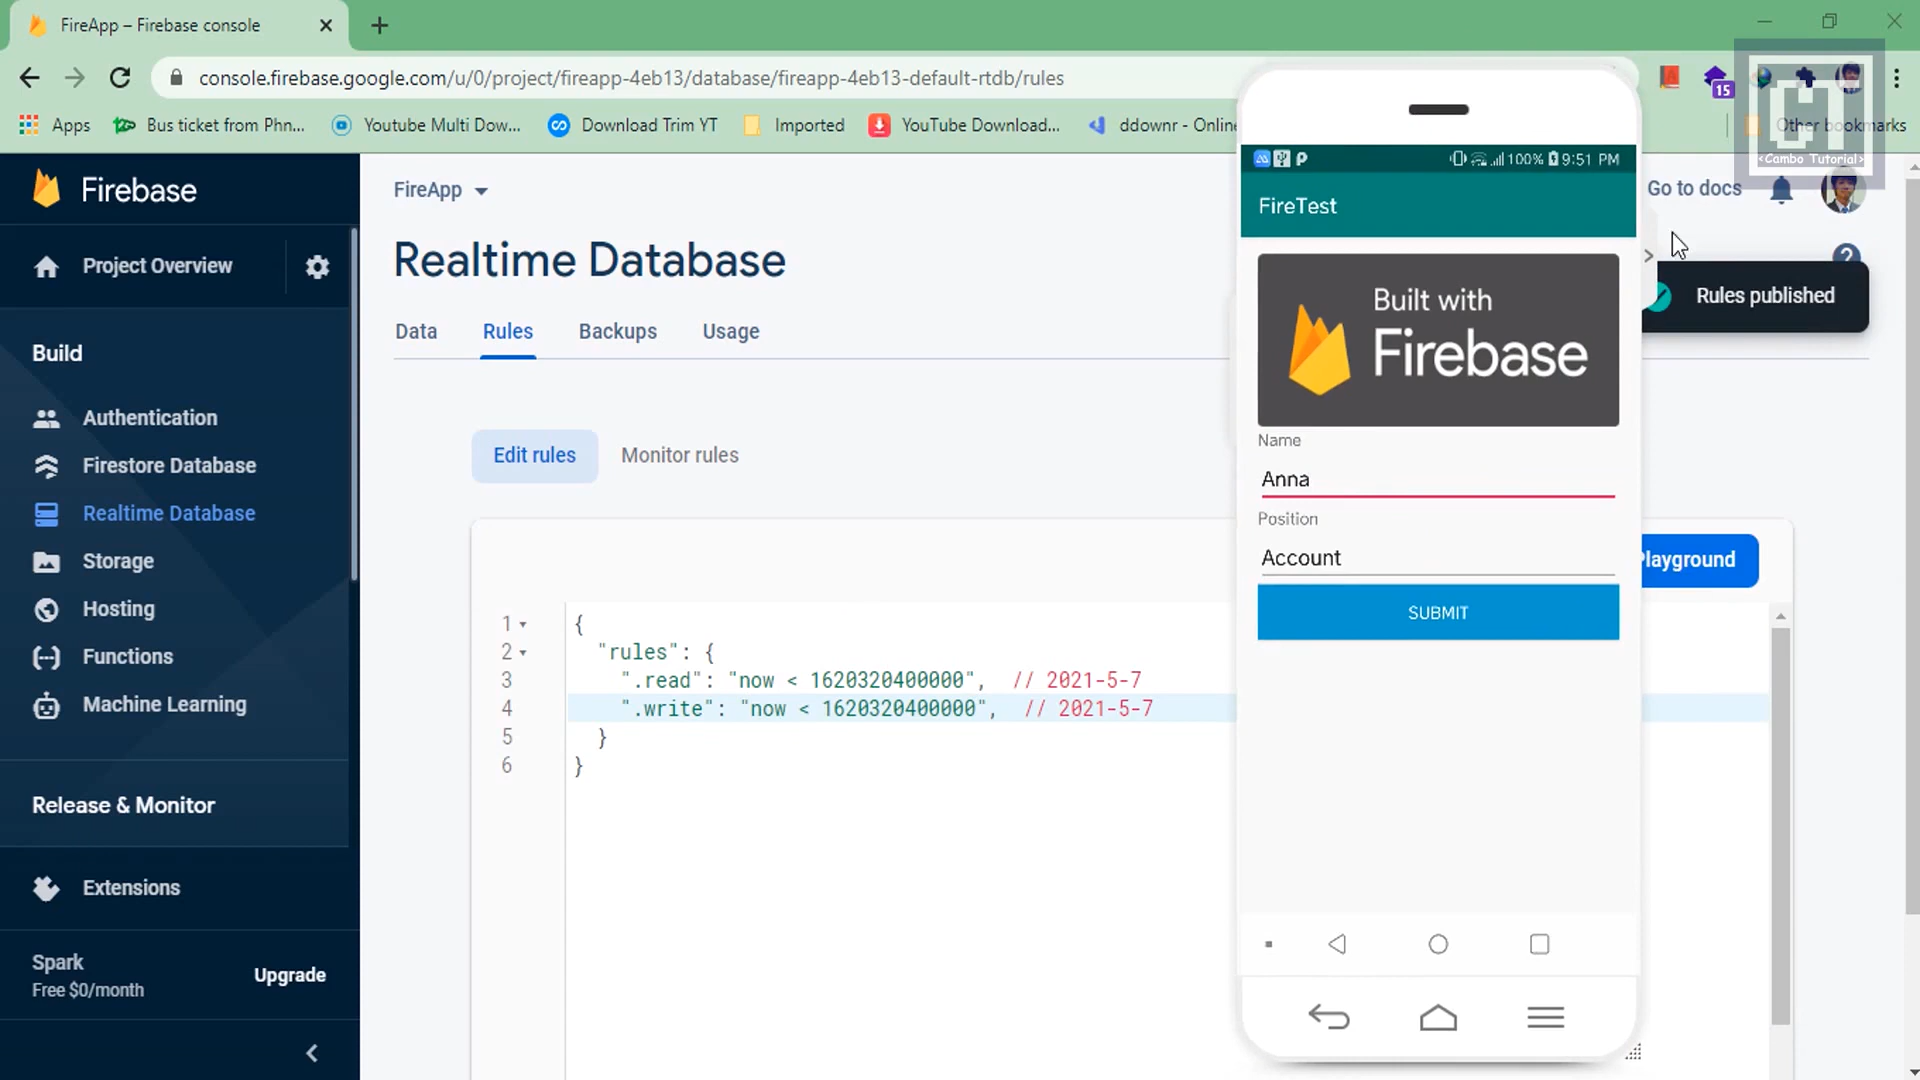 FireApp – Firebase console
console.firebase.google.com/u/0/project/fireapp-4eb13/database/fireapp-4eb13-default-rtdb/rules
15
Apps
Bus ticket from Phn...
Youtube Multi Dow...
Download Trim YT
Imported
YouTube Download...
ddownr - Online
Other bookmarks
<Cambo Tutorial>
Firebase
FireApp
Go to docs
Project Overview
Realtime Database
Rules published
Data
Rules
Backups
Usage
Build
Authentication
Firestore Database
Realtime Database
Storage
Hosting
Functions
Machine Learning
Release & Monitor
Extensions
Spark
Free $0/month
Upgrade
Edit rules
Monitor rules
Playground
1 {
2 "rules": {
3 ".read": "now < 1620320400000", // 2021-5-7
4 ".write": "now < 1620320400000", // 2021-5-7
5 }
6 }
100% 9:51 PM
FireTest
Built with
Firebase
Name
Anna
Position
Account
SUBMIT